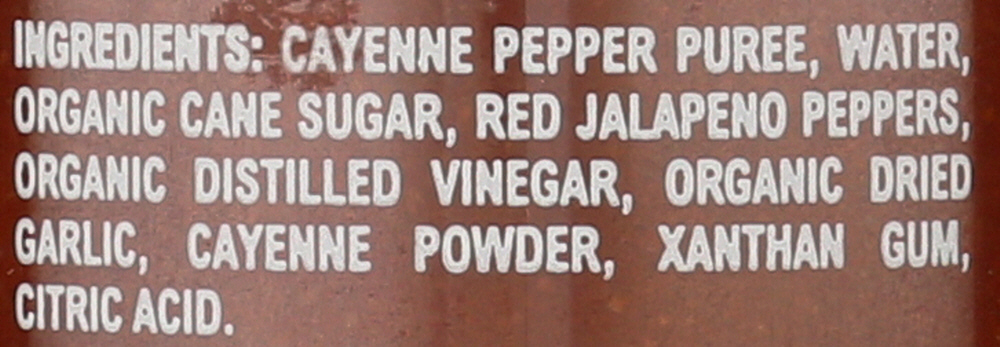 INGREDIENTS: CAYENNE PEPPER PUREE, WATER,
ORGANIC CANE SUGAR, RED JALAPENO PEPPERS,
ORGANIC DISTILLED VINEGAR, ORGANIC DRIED
GARLIC, CAYENNE POWDER, XANTHAN GUM,
CITRIC ACID.